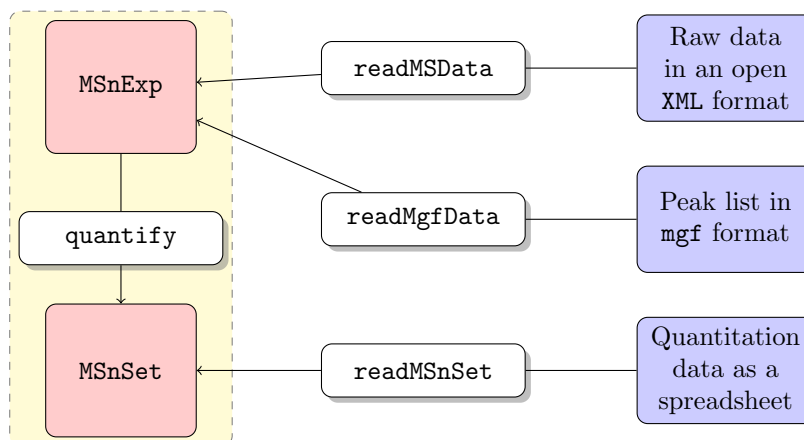 MSnExp
readMSData
Raw data
in an open
XML format
quantify
readMgfData
Peak list in
mgf format
MSnSet
readMSnSet
Quantitation
data as a
spreadsheet